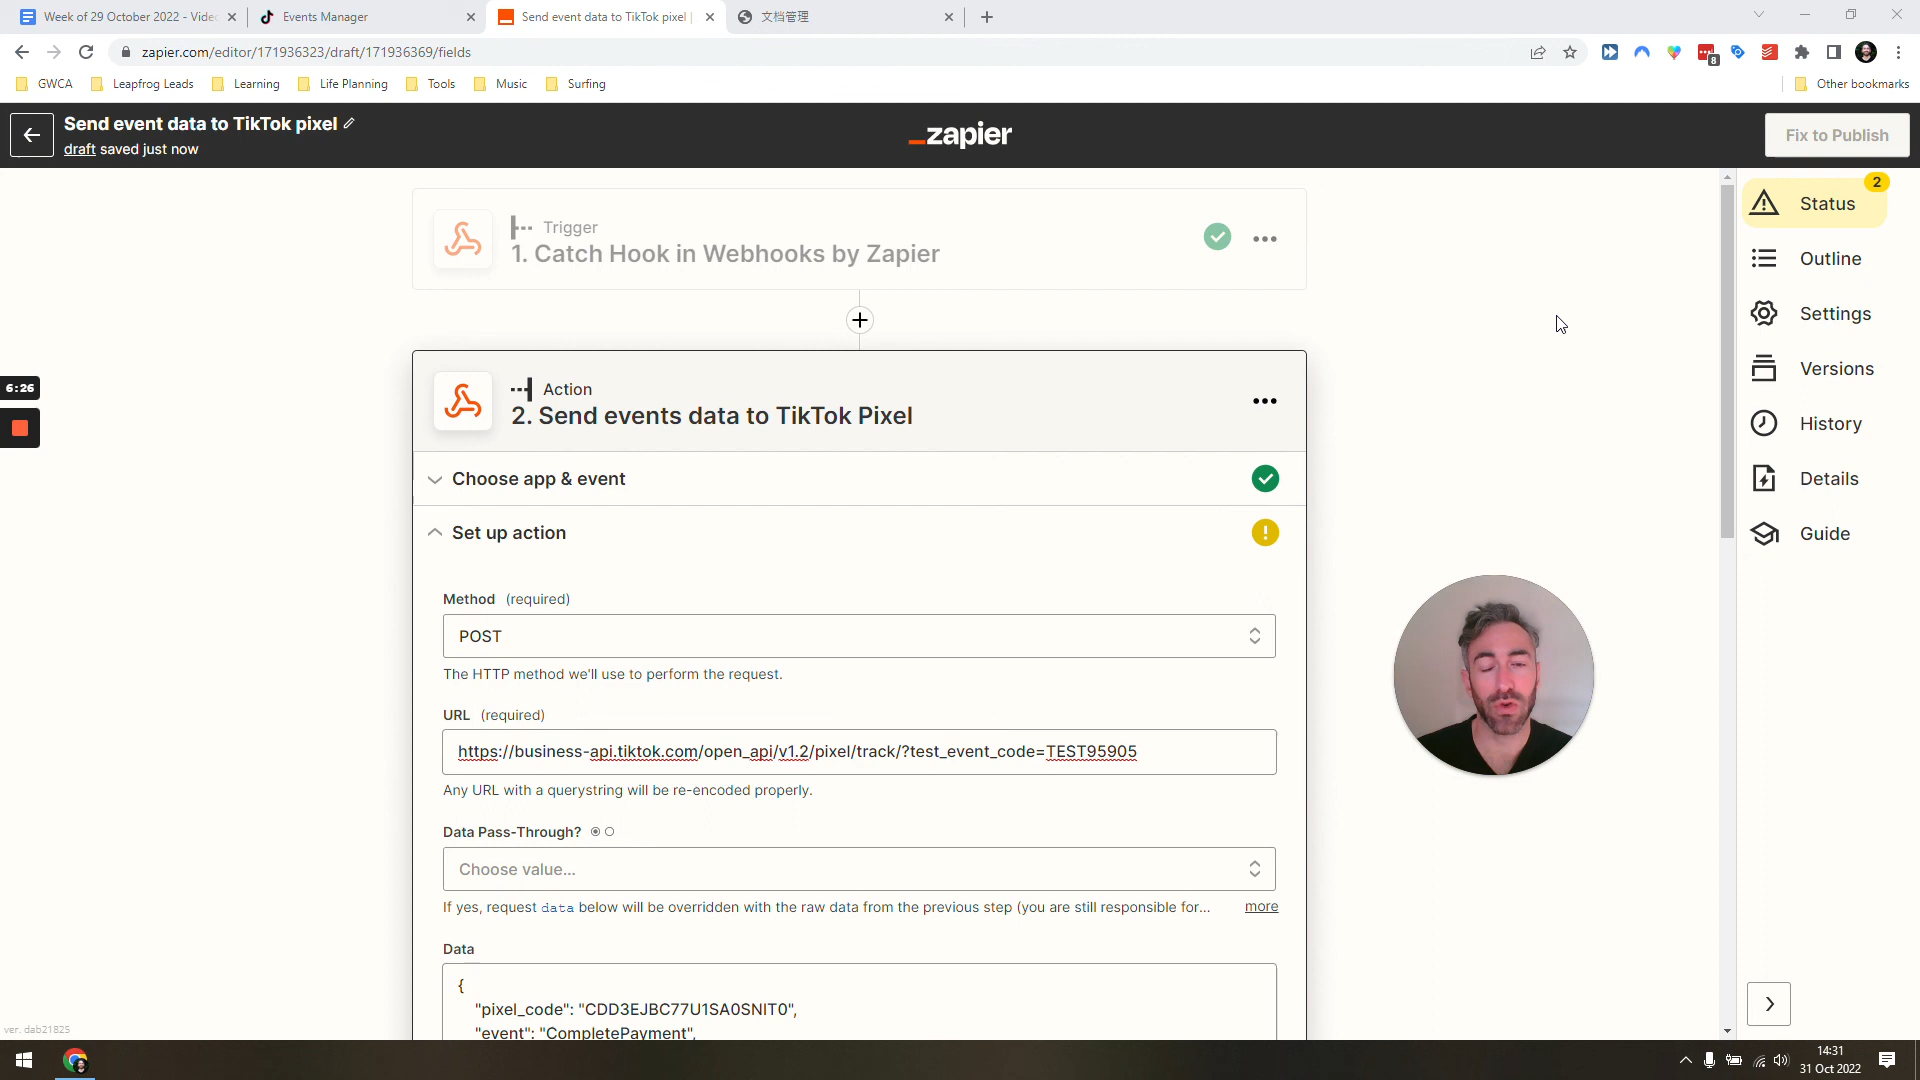 Week of 29 October 2022 - Vide
Events Manager
Send event data to TikTok pixel |
文档管理
zapier.com/editor/171936323/draft/171936369/fields
8
GWCA
Leapfrog Leads
Learning
Life Planning
Tools
Music
Surfing
Other bookmarks
Send event data to TikTok pixel
draft saved just now
_zapier
Fix to Publish
Trigger
1. Catch Hook in Webhooks by Zapier
2
Status
Outline
Settings
Versions
History
Details
Guide
6:26
Action
2. Send events data to TikTok Pixel
Choose app & event
Set up action
Method (required)
POST
The HTTP method we'll use to perform the request.
URL (required)
https://business-api.tiktok.com/open_api/v1.2/pixel/track/?test_event_code=TEST95905
Any URL with a querystring will be re-encoded properly.
Data Pass-Through?
Choose value...
If yes, request data below will be overridden with the raw data from the previous step (you are still responsible for...
more
Data
{
"pixel_code": "CDD3EJBC77U1SA0SNIT0",
"event": "CompletePayment",
ver. dab21825
14:31
31 Oct 2022